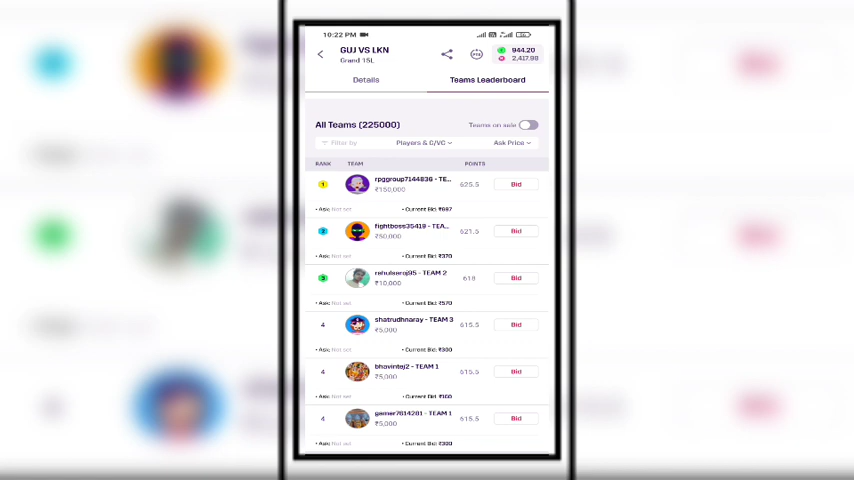 10:22 PM
GUJ VS LKN
Grand 15L
944.20
2,417.98
Details
Teams Leaderboard
All Teams (225000)
Teams on sale
Filter by
Players & C/VC
Ask Price
RANK TEAM POINTS
1 rpggroup7144836 - TE... 625.5 Bid
₹150,000
• Ask: Not set • Current Bid: ₹697
2 fightboss35419 - TEA... 621.5 Bid
₹50,000
• Ask: Not set • Current Bid: ₹370
3 rehulseroj95 - TEAM 2 618 Bid
₹10,000
• Ask: Not set • Current Bid: ₹570
4 shatrudhnaray - TEAM 3 615.5 Bid
₹5,000
• Ask: Not set • Current Bid: ₹300
4 bhavintej2 - TEAM 1 615.5 Bid
₹5,000
• Ask: Not set • Current Bid: ₹100
4 gamer7614201 - TEAM 1 615.5 Bid
₹5,000
• Ask: Not set • Current Bid: ₹300